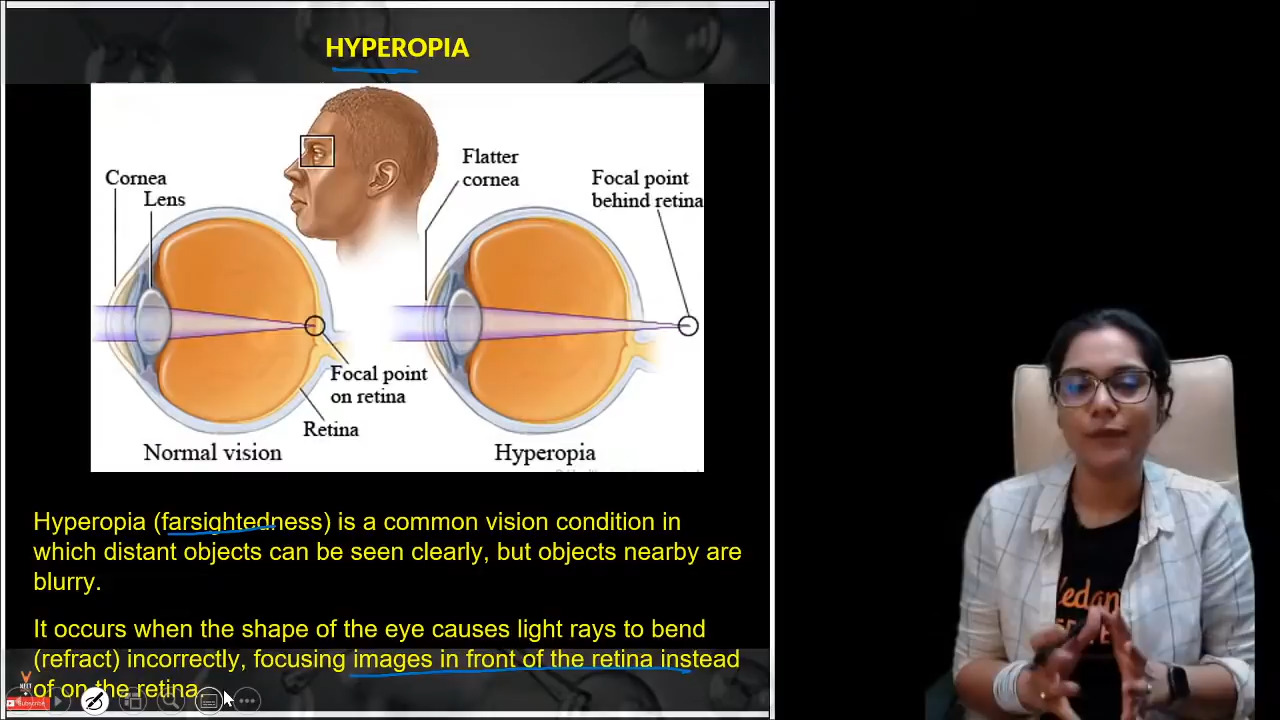 HYPEROPIA
Cornea
Lens
Flatter
cornea
Focal point
behind retina
Focal point
on retina
Retina
Normal vision
Hyperopia
Hyperopia (farsightedness) is a common vision condition in
which distant objects can be seen clearly, but objects nearby are
blurry.
It occurs when the shape of the eye causes light rays to bend
(refract) incorrectly, focusing images in front of the retina instead
of on the retina
Subscribe